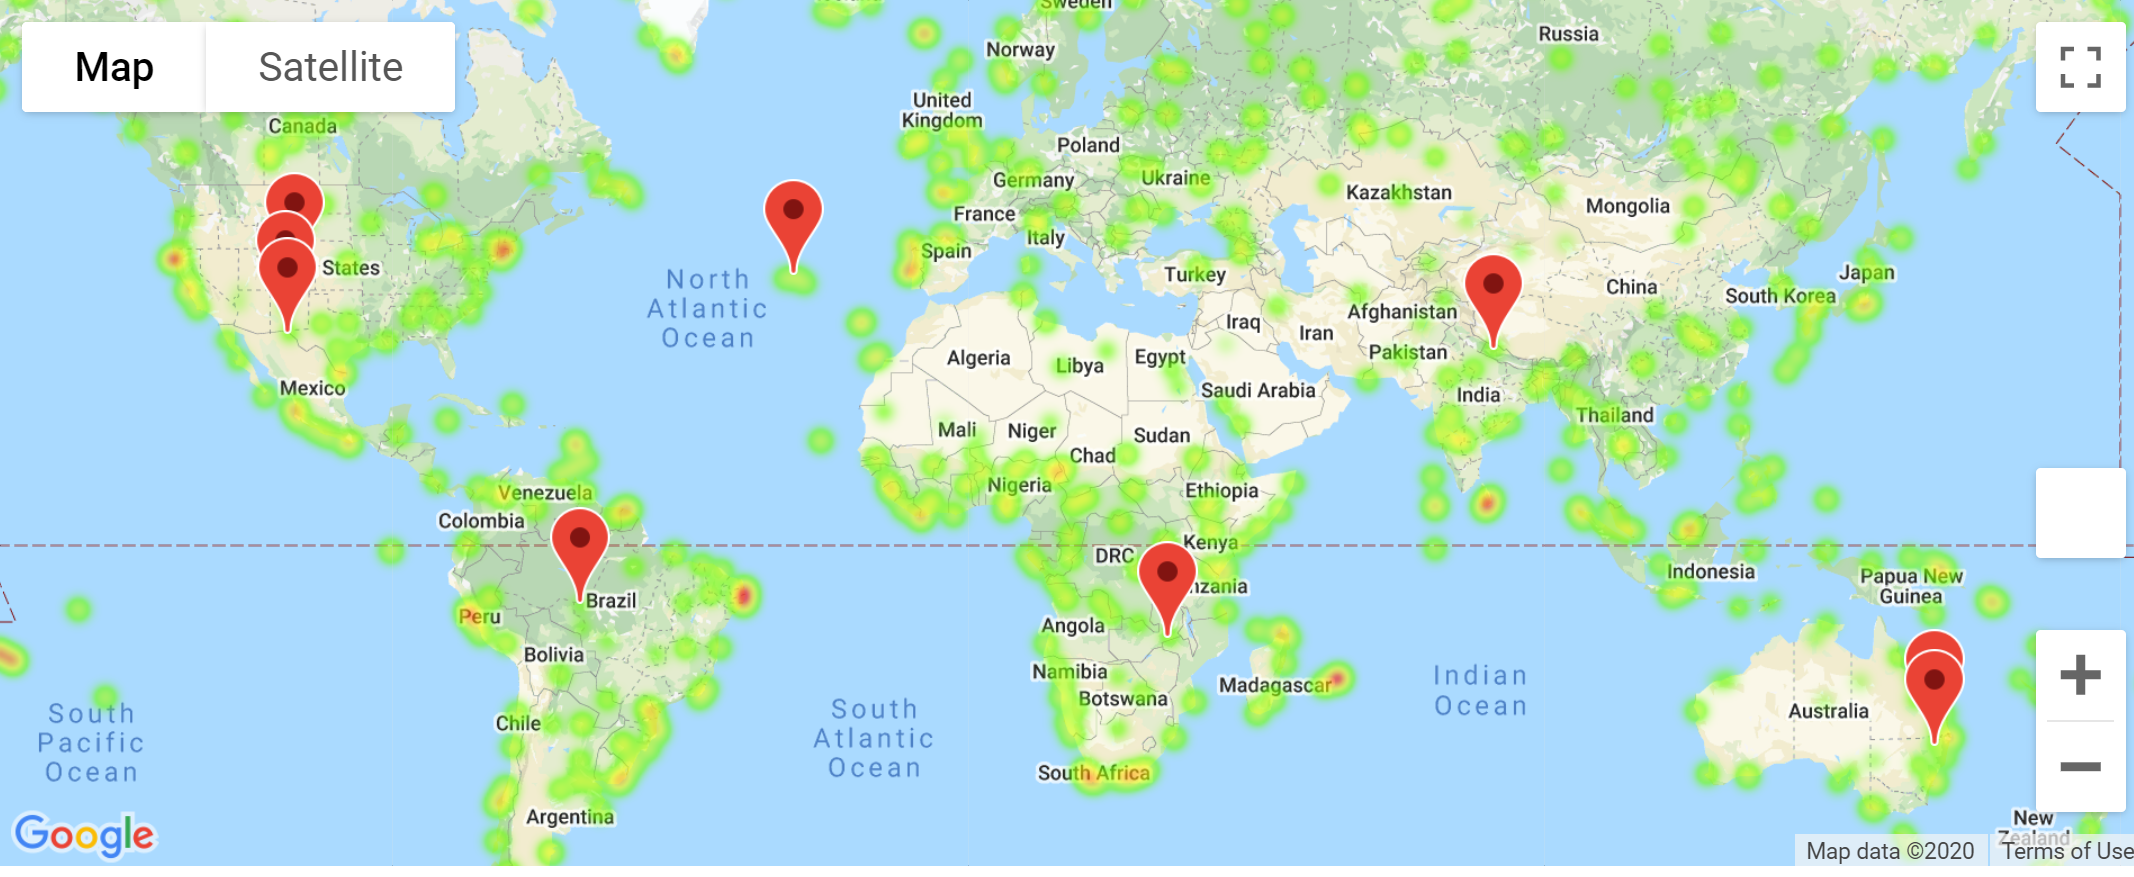 Sweden
Map Satellite
Norway
Russia
United
Kingdom
Canada
Poland
Germany
Ukraine
Kazakhstan
Mongolia
France
Italy
Spain
States
North
Atlantic
Ocean
Turkey
Japan
China
South Korea
Afghanistan
Iraq
Iran
Algeria
Libya
Egypt
Pakistan
Mexico
Saudi Arabia
India
Thailand
Mali
Niger
Sudan
Chad
Nigeria
Ethiopia
Venezuela
Colombia
Kenya
DRC
Indonesia
Papua New
Guinea
nzania
Brazil
Peru
Angola
Bolivia
Namibia
Madagascar
Botswana
Indian
Ocean
Australia
South
Pacific
Ocean
Chile
South
Atlantic
Ocean
South Africa
Argentina
New
Zealand
Google
Map data ©2020 Terms of Use